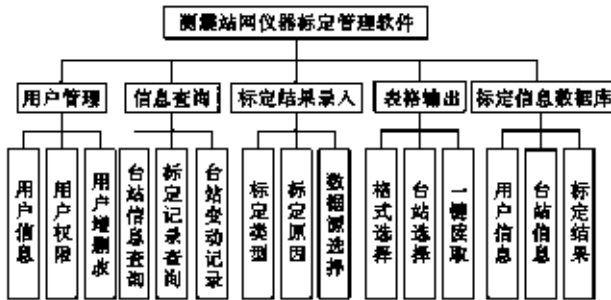 测震站网仪器标定管理软件
用户管理
信息查询
标定结果录入
表格输出
标定信息数据库
用户信息
用户权限
用户增删改
台站信息查询
标定记录查询
台站变动记录
标定类型
标定原因
数据源选择
格式选择
台站选择
一键读取
用户信息
台站信息
标定结果